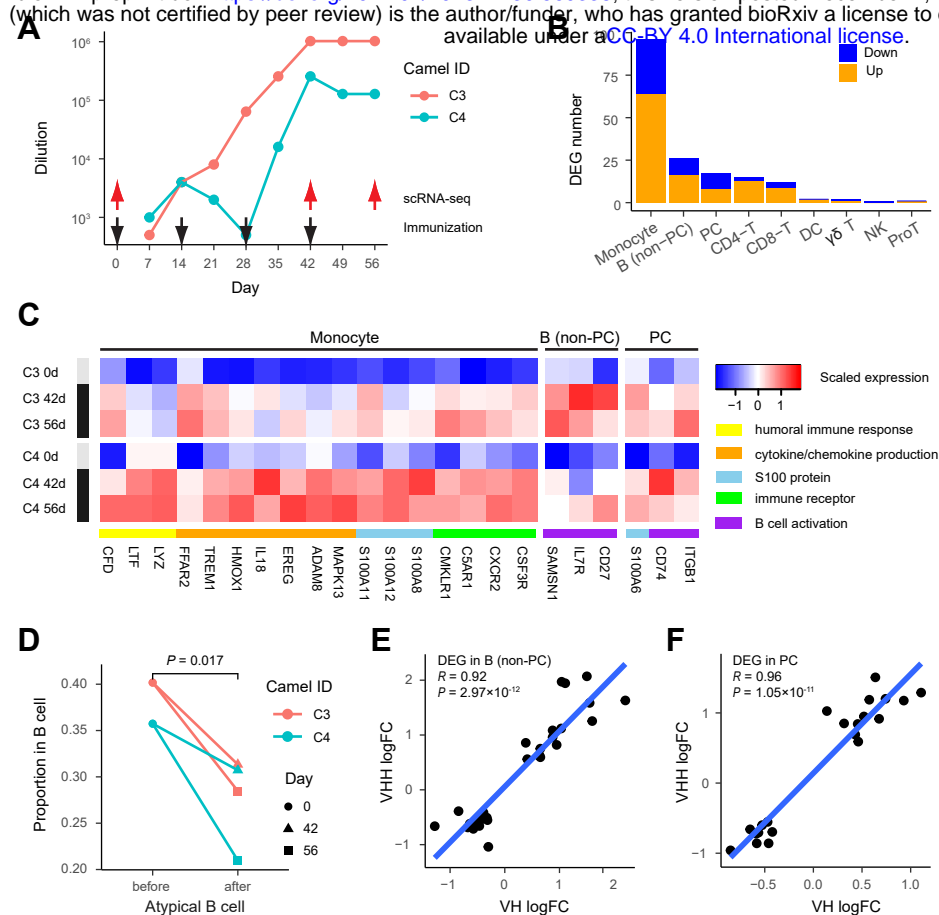 (which was not certified by peer review) is the author/funder, who has granted bioRxiv a license to
available under aCC-BY 4.0 International license.
A
Dilution
10⁶
10⁵
10⁴
10³
Camel ID
C3
C4
scRNA-seq
Immunization
0 7 14 21 28 35 42 49 56
Day
B
DEG number
75
50
25
0
Down
Up
Monocyte
B (non−PC)
PC
CD4−T
CD8−T
DC
γδ T
NK
ProT
C
Monocyte B (non-PC) PC
C3 0d
C3 42d
C3 56d
C4 0d
C4 42d
C4 56d
CFD LTF LYZ FFAR2 TREM1 HMOX1 IL18 EREG ADAM8 MAPK13 S100A11 S100A12 S100A8 CMKLR1 C5AR1 CXCR2 CSF3R SAMSN1 IL7R CD27 S100A6 CD74 ITGB1
Scaled expression
−1 0 1
humoral immune response
cytokine/chemokine production
S100 protein
immune receptor
B cell activation
D
P = 0.017
Proportion in B cell
0.40
0.35
0.30
0.25
0.20
before after
Atypical B cell
Camel ID
C3
C4
Day
0
42
56
E
DEG in B (non-PC)
R = 0.92
P = 2.97×10⁻¹²
VHH logFC
2
1
0
−1
−1 0 1 2
VH logFC
F
DEG in PC
R = 0.96
P = 1.05×10⁻¹¹
VHH logFC
1
0
−1
−0.5 0.0 0.5 1.0
VH logFC